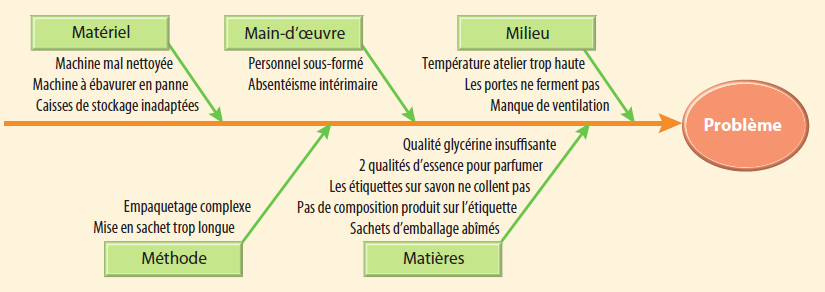 Matériel
Machine mal nettoyée
Machine à ébavurer en panne
Caisses de stockage inadaptées
Main-d'œuvre
Personnel sous-formé
Absentéisme intérimaire
Milieu
Température atelier trop haute
Les portes ne ferment pas
Manque de ventilation
Problème
Empaquetage complexe
Mise en sachet trop longue
Méthode
Qualité glycérine insuffisante
2 qualités d'essence pour parfumer
Les étiquettes sur savon ne collent pas
Pas de composition produit sur l'étiquette
Sachets d'emballage abîmés
Matières